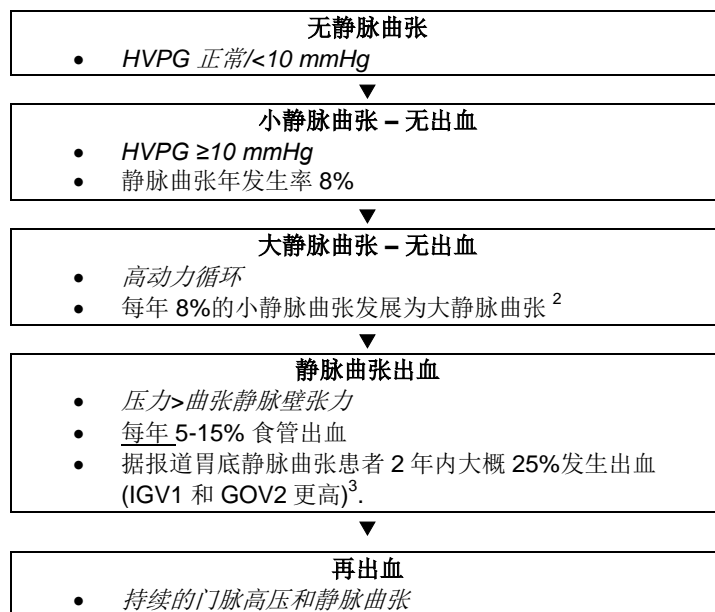 无静脉曲张
• HVPG 正常/<10 mmHg
▼
小静脉曲张 – 无出血
• HVPG ≥10 mmHg
• 静脉曲张年发生率 8%
▼
大静脉曲张 – 无出血
• 高动力循环
• 每年 8%的小静脉曲张发展为大静脉曲张 2
▼
静脉曲张出血
• 压力>曲张静脉壁张力
• 每年 5-15% 食管出血
• 据报道胃底静脉曲张患者 2 年内大概 25%发生出血
(IGV1 和 GOV2 更高)3.
▼
再出血
• 持续的门脉高压和静脉曲张